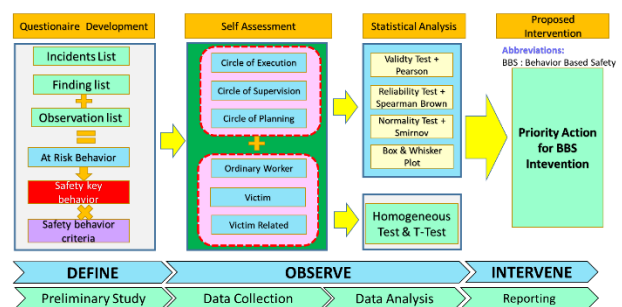 Questionaire Development
Incidents List
Finding list
Observation list
At Risk Behavior
Safety key
behavior
Safety behavior
criteria
Self Assessment
Circle of Execution
Circle of Supervision
Circle of Planning
Ordinary Worker
Victim
Victim Related
Statistical Analysis
Validty Test +
Pearson
Reliability Test +
Spearman Brown
Normality Test +
Smirnov
Box & Whisker
Plot
Homogeneous
Test & T-Test
Proposed
Intervention
Abbreviations:
BBS : Behavior Based Safety
Priority Action
for BBS
Intevention
DEFINE
OBSERVE
INTERVENE
Preliminary Study
Data Collection
Data Analysis
Reporting